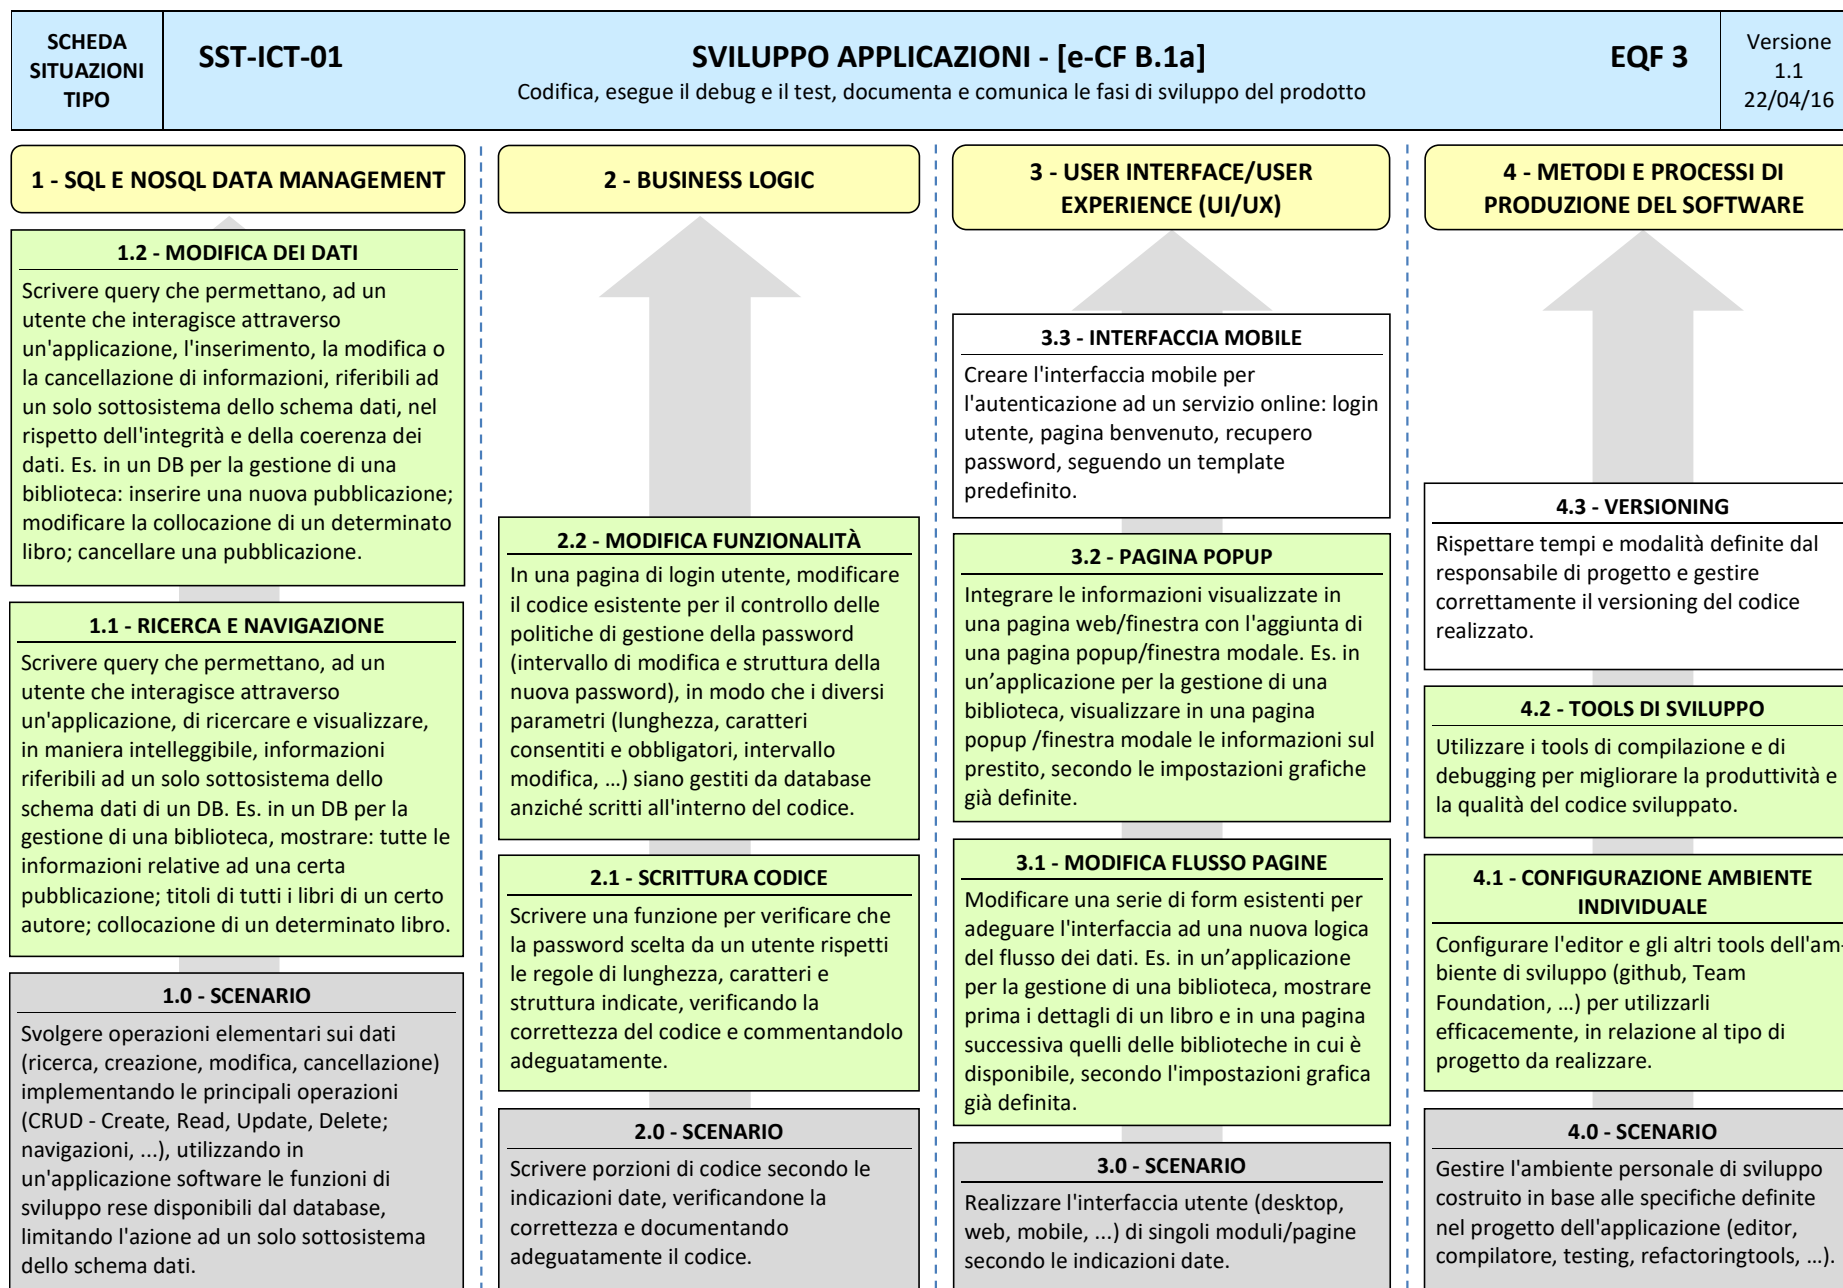 SCHEDA
SITUAZIONI
TIPO
SST-ICT-01
SVILUPPO APPLICAZIONI - [e-CF B.1a]
Codifica, esegue il debug e il test, documenta e comunica le fasi di sviluppo del prodotto
EQF 3
Versione
1.1
22/04/16
1 - SQL E NOSQL DATA MANAGEMENT
1.2 - MODIFICA DEI DATI
Scrivere query che permettano, ad un
utente che interagisce attraverso
un'applicazione, l'inserimento, la modifica o
la cancellazione di informazioni, riferibili ad
un solo sottosistema dello schema dati, nel
rispetto dell'integrità e della coerenza dei
dati. Es. in un DB per la gestione di una
biblioteca: inserire una nuova pubblicazione;
modificare la collocazione di un determinato
libro; cancellare una pubblicazione.
1.1 - RICERCA E NAVIGAZIONE
Scrivere query che permettano, ad un
utente che interagisce attraverso
un'applicazione, di ricercare e visualizzare,
in maniera intelleggibile, informazioni
riferibili ad un solo sottosistema dello
schema dati di un DB. Es. in un DB per la
gestione di una biblioteca, mostrare: tutte le
informazioni relative ad una certa
pubblicazione; titoli di tutti i libri di un certo
autore; collocazione di un determinato libro.
1.0 - SCENARIO
Svolgere operazioni elementari sui dati
(ricerca, creazione, modifica, cancellazione)
implementando le principali operazioni
(CRUD - Create, Read, Update, Delete;
navigazioni, ...), utilizzando in
un'applicazione software le funzioni di
sviluppo rese disponibili dal database,
limitando l'azione ad un solo sottosistema
dello schema dati.
2 - BUSINESS LOGIC
2.2 - MODIFICA FUNZIONALITÀ
In una pagina di login utente, modificare
il codice esistente per il controllo delle
politiche di gestione della password
(intervallo di modifica e struttura della
nuova password), in modo che i diversi
parametri (lunghezza, caratteri
consentiti e obbligatori, intervallo
modifica, …) siano gestiti da database
anziché scritti all'interno del codice.
2.1 - SCRITTURA CODICE
Scrivere una funzione per verificare che
la password scelta da un utente rispetti
le regole di lunghezza, caratteri e
struttura indicate, verificando la
correttezza del codice e commentandolo
adeguatamente.
2.0 - SCENARIO
Scrivere porzioni di codice secondo le
indicazioni date, verificandone la
correttezza e documentando
adeguatamente il codice.
3 - USER INTERFACE/USER
EXPERIENCE (UI/UX)
3.3 - INTERFACCIA MOBILE
Creare l'interfaccia mobile per
l'autenticazione ad un servizio online: login
utente, pagina benvenuto, recupero
password, seguendo un template
predefinito.
3.2 - PAGINA POPUP
Integrare le informazioni visualizzate in
una pagina web/finestra con l'aggiunta di
una pagina popup/finestra modale. Es. in
un’applicazione per la gestione di una
biblioteca, visualizzare in una pagina
popup /finestra modale le informazioni sul
prestito, secondo le impostazioni grafiche
già definite.
3.1 - MODIFICA FLUSSO PAGINE
Modificare una serie di form esistenti per
adeguare l'interfaccia ad una nuova logica
del flusso dei dati. Es. in un’applicazione
per la gestione di una biblioteca, mostrare
prima i dettagli di un libro e in una pagina
successiva quelli delle biblioteche in cui è
disponibile, secondo l'impostazioni grafica
già definita.
3.0 - SCENARIO
Realizzare l'interfaccia utente (desktop,
web, mobile, ...) di singoli moduli/pagine
secondo le indicazioni date.
4 - METODI E PROCESSI DI
PRODUZIONE DEL SOFTWARE
4.3 - VERSIONING
Rispettare tempi e modalità definite dal
responsabile di progetto e gestire
correttamente il versioning del codice
realizzato.
4.2 - TOOLS DI SVILUPPO
Utilizzare i tools di compilazione e di
debugging per migliorare la produttività e
la qualità del codice sviluppato.
4.1 - CONFIGURAZIONE AMBIENTE
INDIVIDUALE
Configurare l'editor e gli altri tools dell'am-
biente di sviluppo (github, Team
Foundation, …) per utilizzarli
efficacemente, in relazione al tipo di
progetto da realizzare.
4.0 - SCENARIO
Gestire l'ambiente personale di sviluppo
costruito in base alle specifiche definite
nel progetto dell'applicazione (editor,
compilatore, testing, refactoringtools, …).